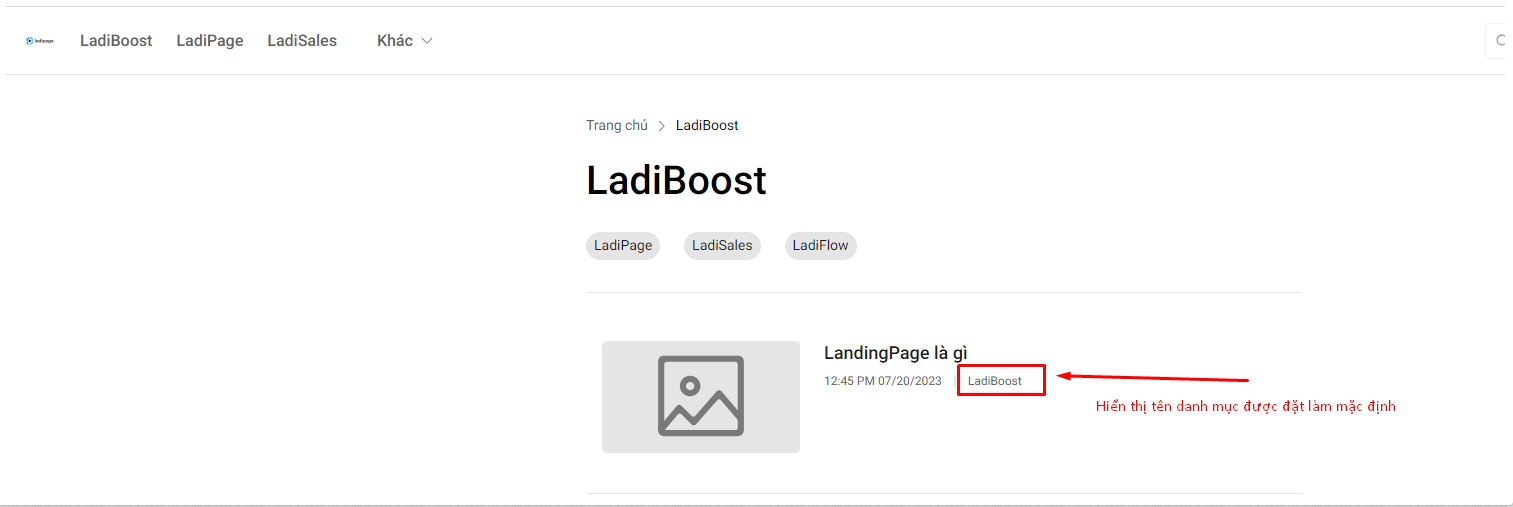 ladipage LadiBoost LadiPage LadiSales Khác
Trang chủ LadiBoost
LadiBoost
LadiPage LadiSales LadiFlow
LandingPage là gì
12:45 PM 07/20/2023 | LadiBoost
Hiển thị tên danh mục được đặt làm mặc định